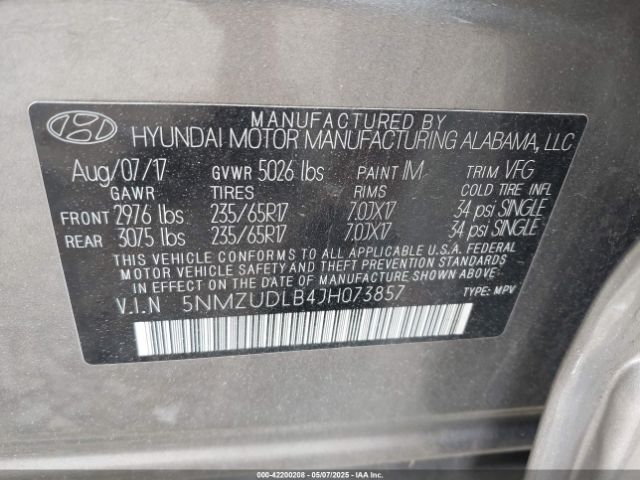 MANUFACTURED BY
HYUNDAI MOTOR MANUFACTURING ALABAMA, LLC
Aug/07/17 GVWR 5026 lbs PAINT IM TRIM VFG
GAWR TIRES RIMS COLD TIRE INFL
FRONT 2976 lbs 235/65R17 7.0JX17 34 psi SINGLE
REAR 3075 lbs 235/65R17 7.0JX17 34 psi SINGLE
THIS VEHICLE CONFORMS TO ALL APPLICABLE U.S.A. FEDERAL
MOTOR VEHICLE SAFETY AND THEFT PREVENTION STANDARDS
IN EFFECT ON THE DATE OF MANUFACTURE SHOWN ABOVE.
V.I.N 5NMZUDLB4JH073857 TYPE: MPV
000-42200208 - 05/07/2025 - IAAI.COM